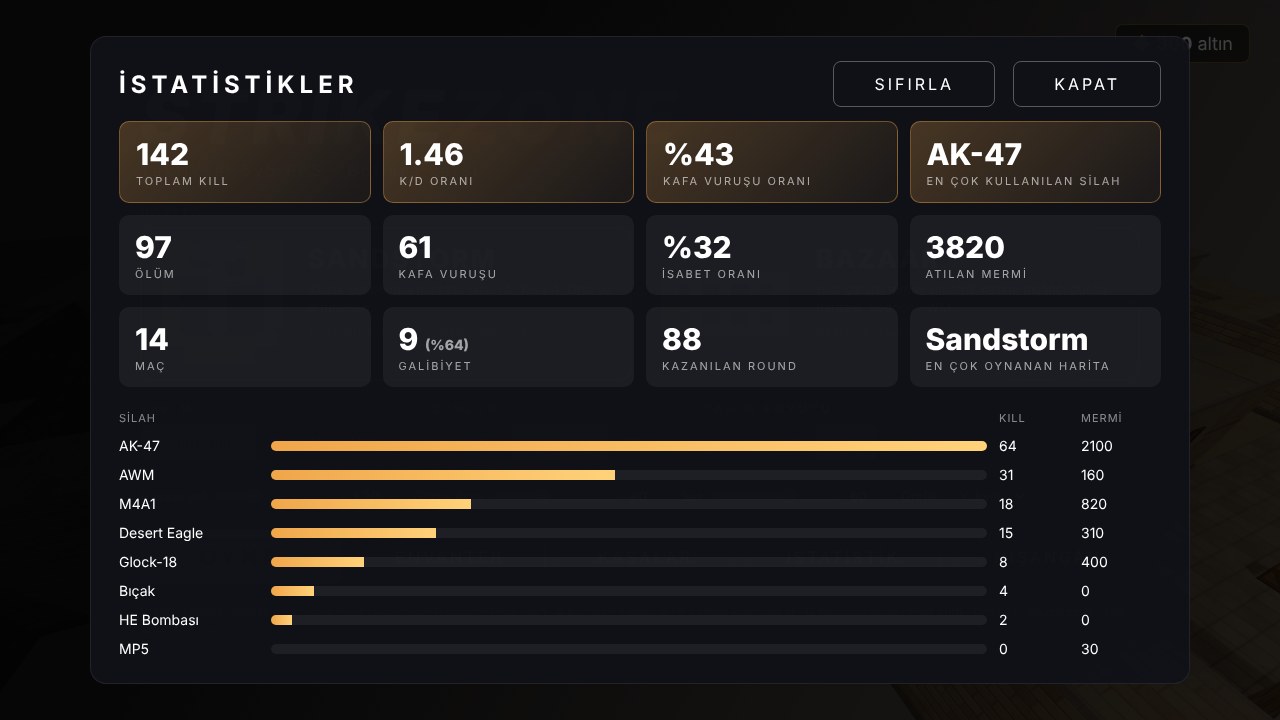 altın
İSTATİSTİKLER
SIFIRLA
KAPAT
142
TOPLAM KILL
1.46
K/D ORANI
%43
KAFA VURUŞU ORANI
AK-47
EN ÇOK KULLANILAN SİLAH
97
ÖLÜM
61
KAFA VURUŞU
%32
İSABET ORANI
3820
ATILAN MERMİ
14
MAÇ
9 (%64)
GALİBİYET
88
KAZANILAN ROUND
Sandstorm
EN ÇOK OYNANAN HARİTA
SİLAH KILL MERMİ
AK-47 64 2100
AWM 31 160
M4A1 18 820
Desert Eagle 15 310
Glock-18 8 400
Bıçak 4 0
HE Bombası 2 0
MP5 0 30